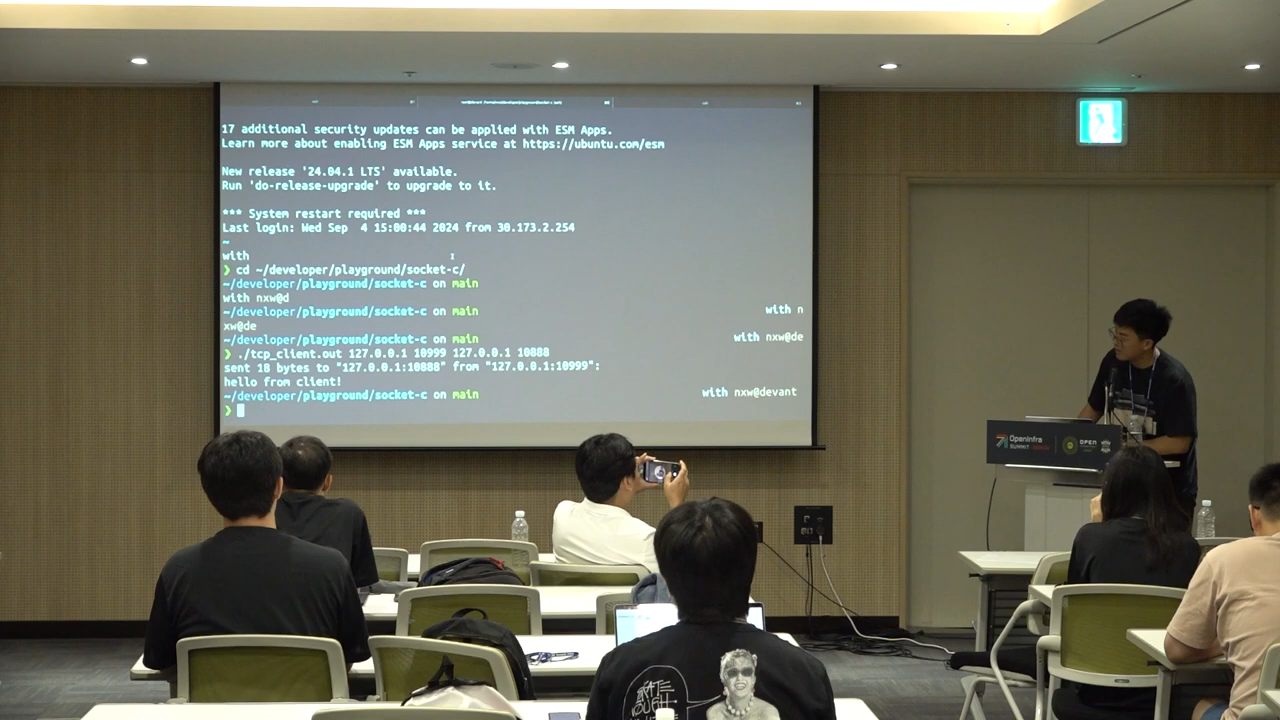 17 additional security updates can be applied with ESM Apps.
Learn more about enabling ESM Apps service at https://ubuntu.com/esm
New release '24.04.1 LTS' available.
Run 'do-release-upgrade' to upgrade to it.
*** System restart required ***
Last login: Wed Sep  4 15:00:44 2024 from 30.173.2.254
~
with
❯ cd ~/developer/playground/socket-c/
~/developer/playground/socket-c on main
with nxw@d
~/developer/playground/socket-c on main with n
xw@de
~/developer/playground/socket-c on main with nxw@de
❯ ./tcp_client.out 127.0.0.1 10999 127.0.0.1 10888
sent 18 bytes to "127.0.0.1:10888" from "127.0.0.1:10999":
hello from client!
~/developer/playground/socket-c on main with nxw@devant
❯
OpenInfra
SUMMIT
OPEN